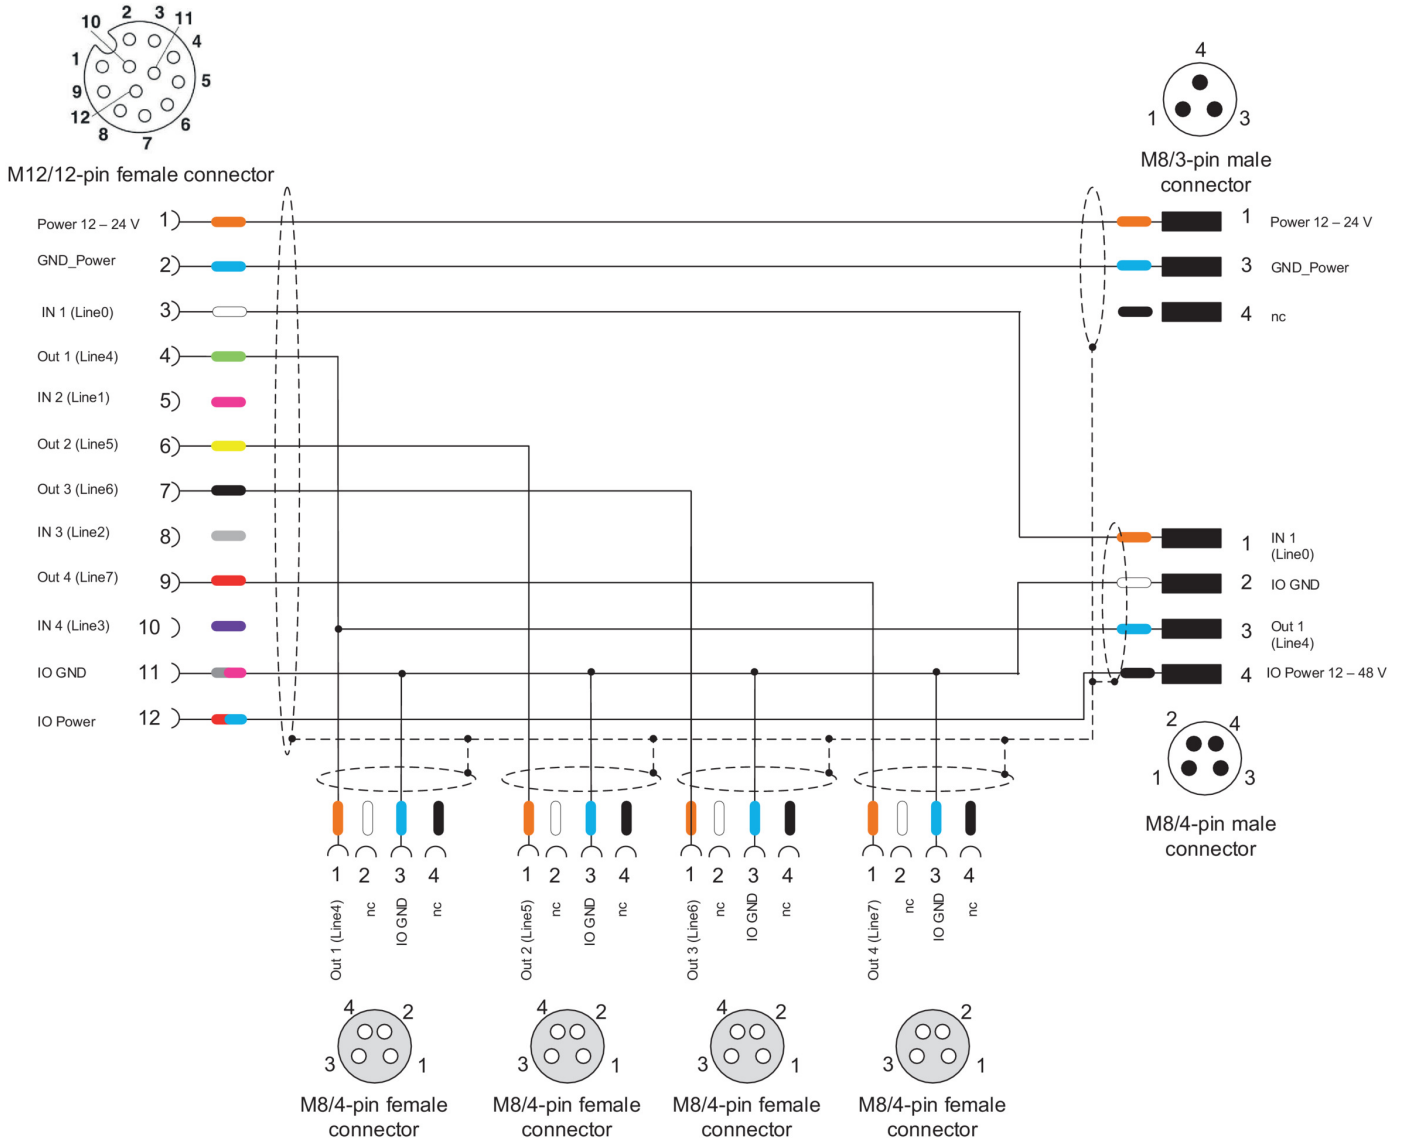 2 3 11
10
4
1
5
9
12
6
8
7
M12/12-pin female connector
4
1 3
M8/3-pin male
connector
Power 12 – 24 V 1
1 Power 12 – 24 V
GND_Power 2
3 GND_Power
IN 1 (Line0) 3
4 nc
Out 1 (Line4) 4
IN 2 (Line1) 5
Out 2 (Line5) 6
Out 3 (Line6) 7
IN 3 (Line2) 8
1 IN 1
(Line0)
Out 4 (Line7) 9
2 IO GND
IN 4 (Line3) 10
3 Out 1
(Line4)
IO GND 11
4 IO Power 12 – 48 V
IO Power 12
2 4
1 3
M8/4-pin male
connector
1 2 3 4
Out 1 (Line4)
nc
IO GND
nc
1 2 3 4
Out 2 (Line5)
nc
IO GND
nc
1 2 3 4
Out 3 (Line6)
nc
IO GND
nc
1 2 3 4
Out 4 (Line7)
nc
IO GND
nc
4 2
3 1
M8/4-pin female
connector
4 2
3 1
M8/4-pin female
connector
4 2
3 1
M8/4-pin female
connector
4 2
3 1
M8/4-pin female
connector